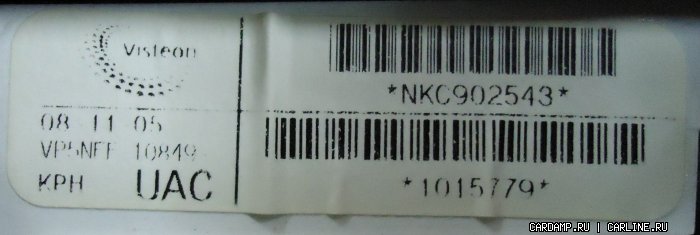 Visteon
*NKC902543*
08 11 05
VP5NFF 10849
KPH UAC
*1015779*
CARDAMP.RU | CARLINE.RU